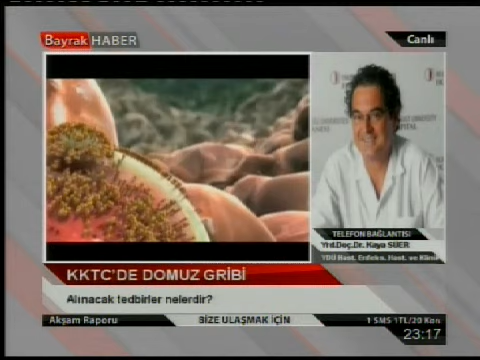 Bayrak HABER
Canlı
TELEFON BAĞLANTISI
Yrd.Doç.Dr. Kaya SÜER
KKTC'DE DOMUZ GRİBİ
Alınacak tedbirler nelerdir?
Akşam Raporu
BİZE ULAŞMAK İÇİN
1 SMS 1TL/20 Kon
23:17